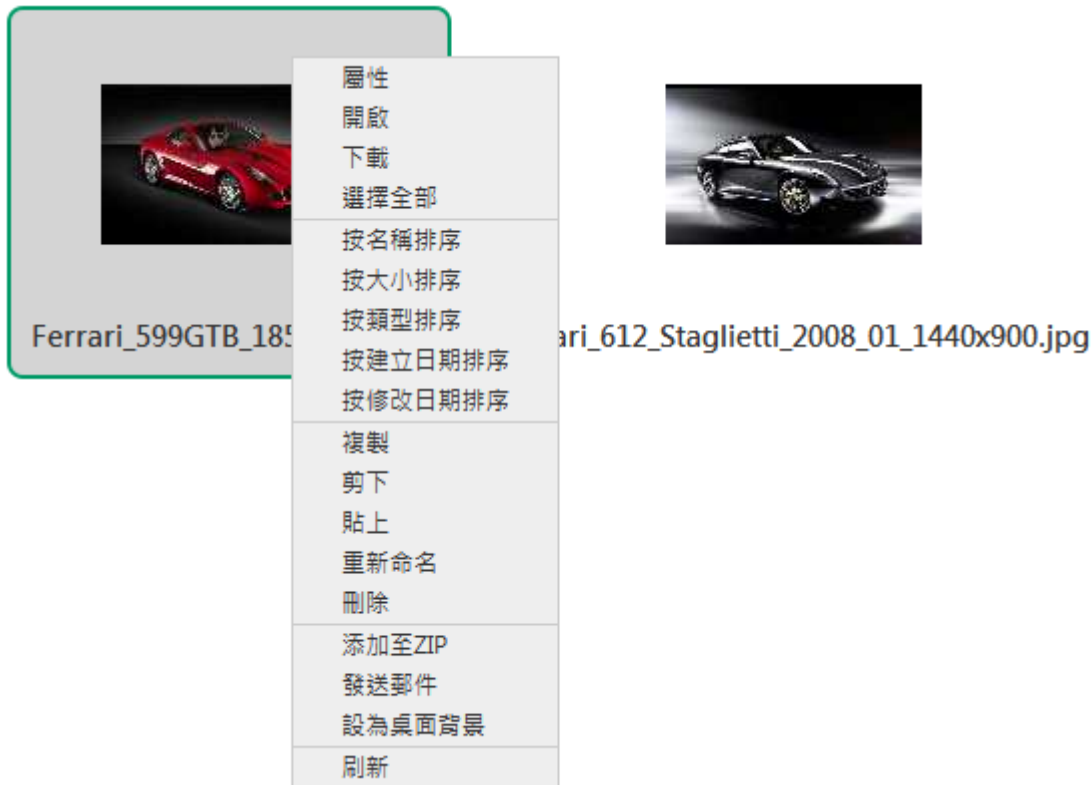 屬性
開啟
下載
選擇全部
按名稱排序
按大小排序
按類型排序
Ferrari_599GTB_185
ari_612_Staglietti_2008_01_1440x900.jpg
按建立日期排序
按修改日期排序
複製
剪下
貼上
重新命名
刪除
添加至ZIP
發送郵件
設為桌面背景
刷新